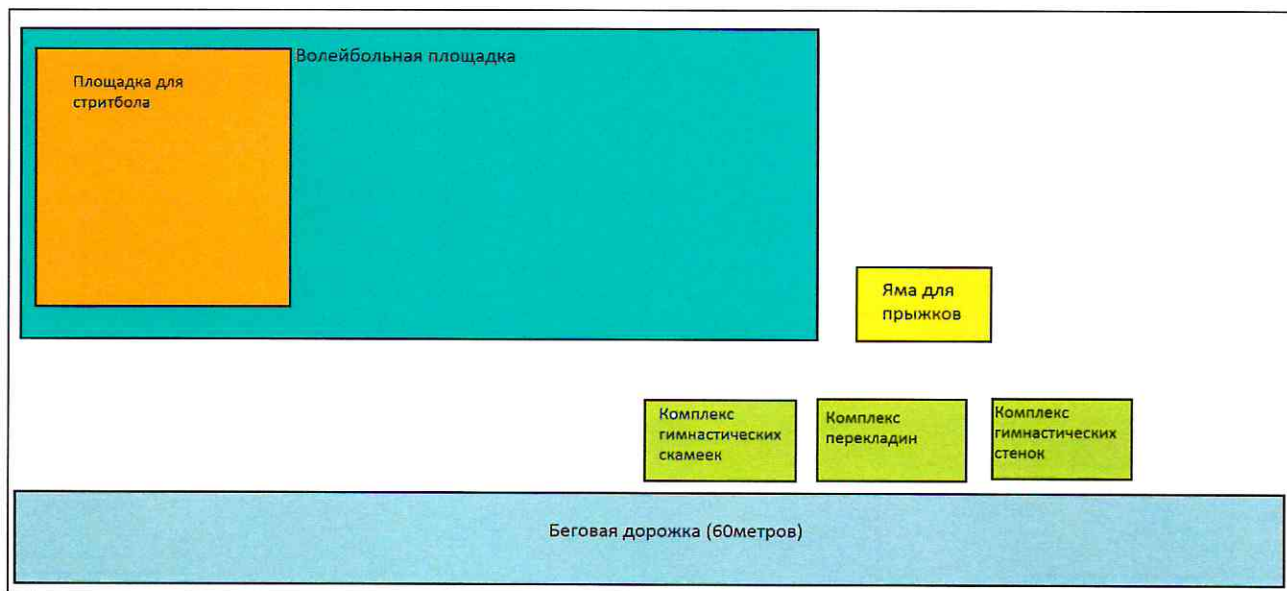 Волейбольная площадка
Площадка для
стритбола
Яма для
прыжков
Комплекс
гимнастических
скамеек
Комплекс
перекладин
Комплекс
гимнастических
стенок
Беговая дорожка (60метров)